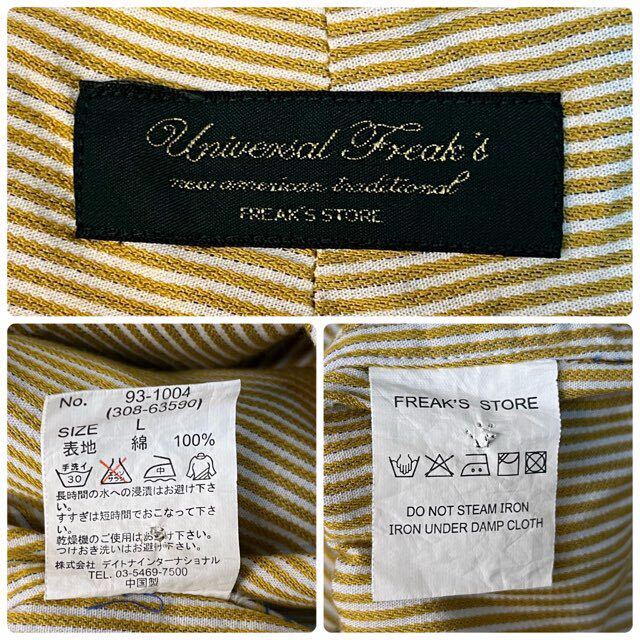 Universal Freak's
new american traditional
FREAK'S STORE
No. 93-1004
(308-63590)
SIZE L
表地 綿 100%
手洗イ
30
エンソサラシ
中
長時間の水への浸漬はお避け下さい。
すすぎは短時間でおこなって下さい。
乾燥機のご使用はお避け下さい。
つけおき洗いはお避け下さい。
株式会社 デイトナインターナショナル
TEL. 03-5469-7500
中国製
FREAK'S STORE
DO NOT STEAM IRON
IRON UNDER DAMP CLOTH